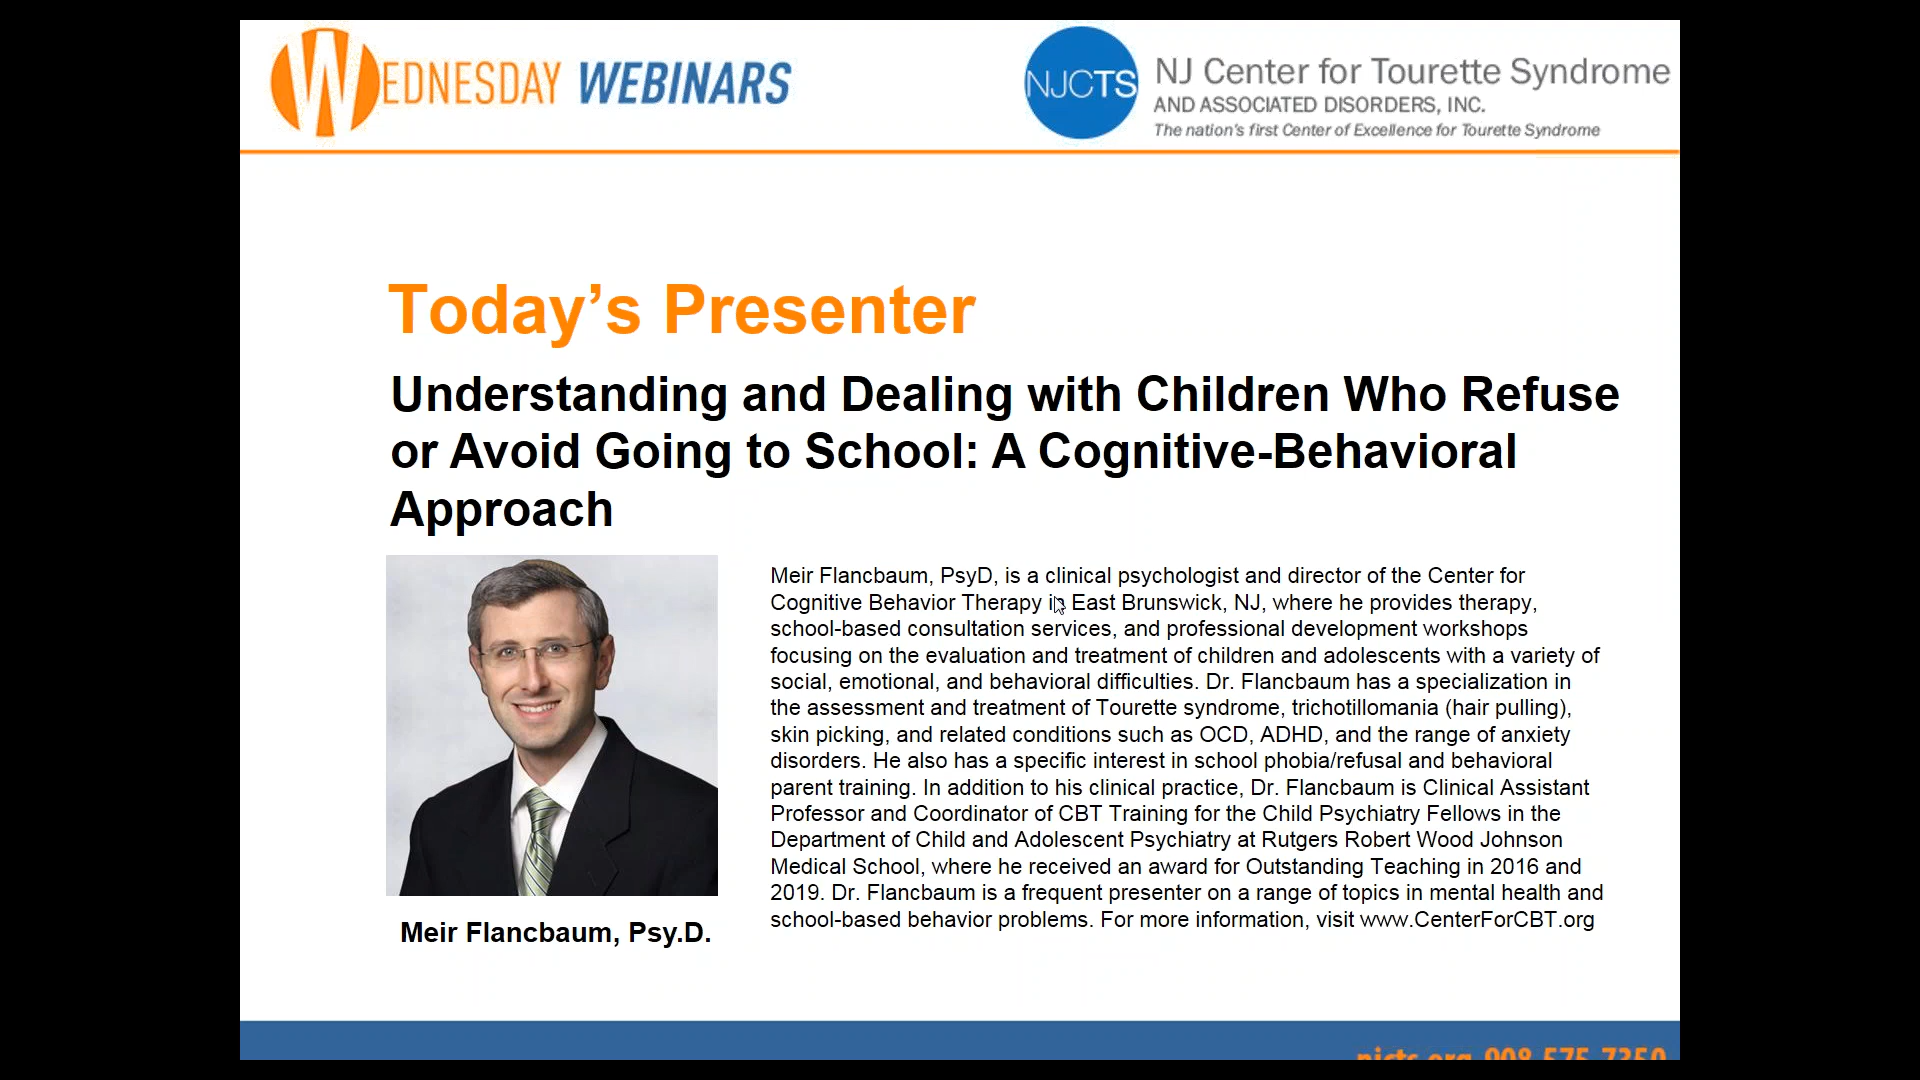 WEDNESDAY WEBINARS
NJCTS
NJ Center for Tourette Syndrome
AND ASSOCIATED DISORDERS, INC.
The nation's first Center of Excellence for Tourette Syndrome
Today’s Presenter
Understanding and Dealing with Children Who Refuse
or Avoid Going to School: A Cognitive-Behavioral
Approach
Meir Flancbaum, PsyD, is a clinical psychologist and director of the Center for
Cognitive Behavior Therapy in East Brunswick, NJ, where he provides therapy,
school-based consultation services, and professional development workshops
focusing on the evaluation and treatment of children and adolescents with a variety of
social, emotional, and behavioral difficulties. Dr. Flancbaum has a specialization in
the assessment and treatment of Tourette syndrome, trichotillomania (hair pulling),
skin picking, and related conditions such as OCD, ADHD, and the range of anxiety
disorders. He also has a specific interest in school phobia/refusal and behavioral
parent training. In addition to his clinical practice, Dr. Flancbaum is Clinical Assistant
Professor and Coordinator of CBT Training for the Child Psychiatry Fellows in the
Department of Child and Adolescent Psychiatry at Rutgers Robert Wood Johnson
Medical School, where he received an award for Outstanding Teaching in 2016 and
2019. Dr. Flancbaum is a frequent presenter on a range of topics in mental health and
school-based behavior problems. For more information, visit www.CenterForCBT.org
Meir Flancbaum, Psy.D.
njcts.org 908-575-7350